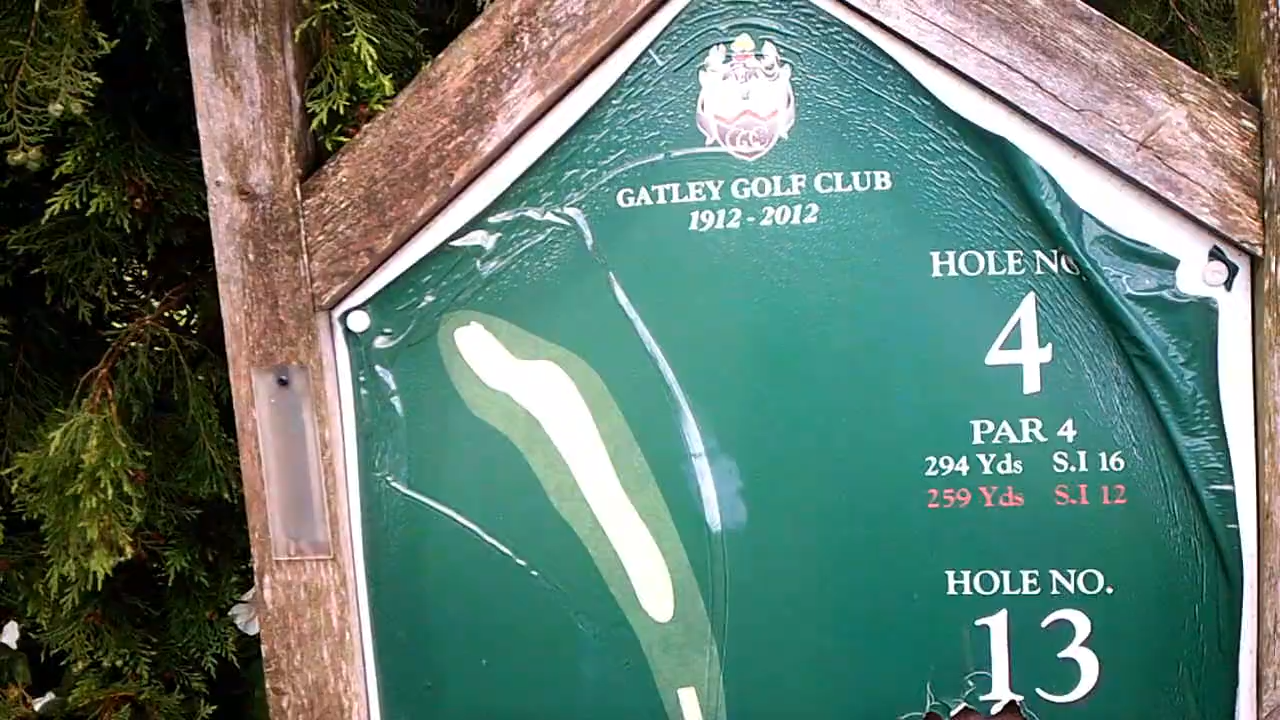 GATLEY GOLF CLUB
1912 - 2012
HOLE NO.
4
PAR 4
294 Yds S.I 16
259 Yds S.I 12
HOLE NO.
13